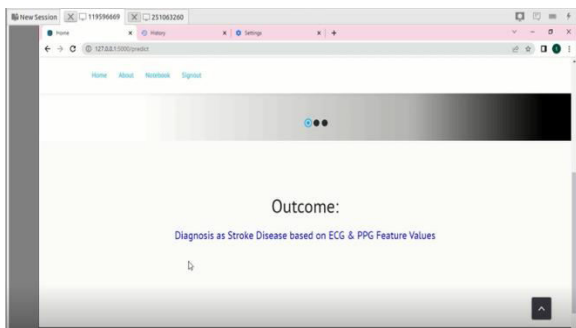 New Session 119596669 251063260
Home History Settings
127.0.0.1:5000/predict
Home About Notebook Signout
Outcome:
Diagnosis as Stroke Disease based on ECG & PPG Feature Values